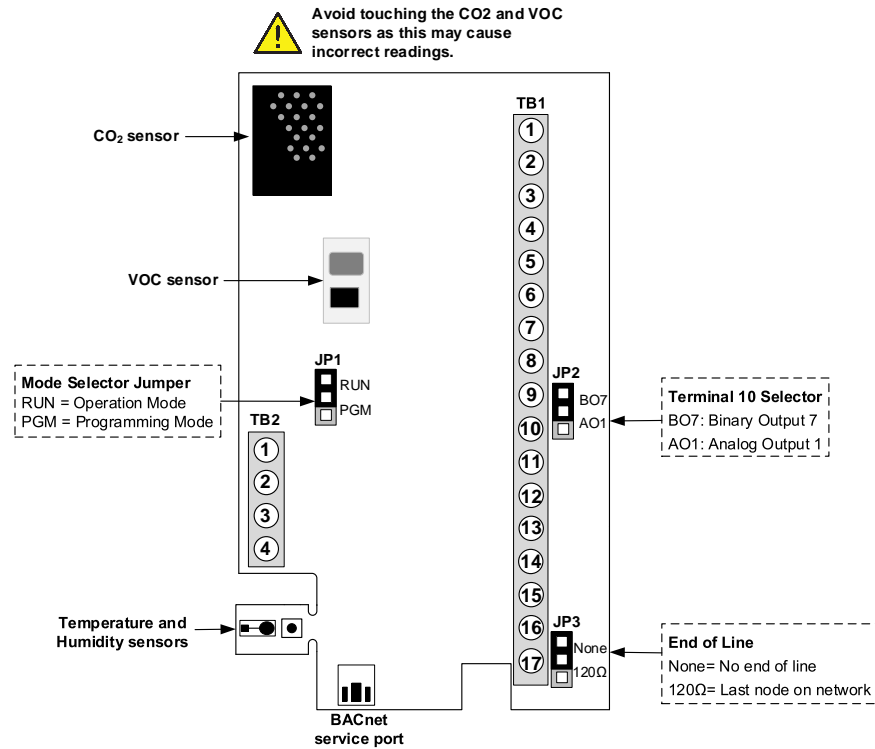 Avoid touching the CO2 and VOC
sensors as this may cause
incorrect readings.
TB1
CO₂ sensor
1
2
3
4
5
6
7
8
9
10
11
12
13
14
15
16
17
VOC sensor
JP1
RUN
PGM
Mode Selector Jumper
RUN = Operation Mode
PGM = Programming Mode
JP2
BO7
AO1
Terminal 10 Selector
BO7: Binary Output 7
AO1: Analog Output 1
TB2
1
2
3
4
Temperature and
Humidity sensors
JP3
None
120Ω
End of Line
None= No end of line
120Ω= Last node on network
BACnet
service port